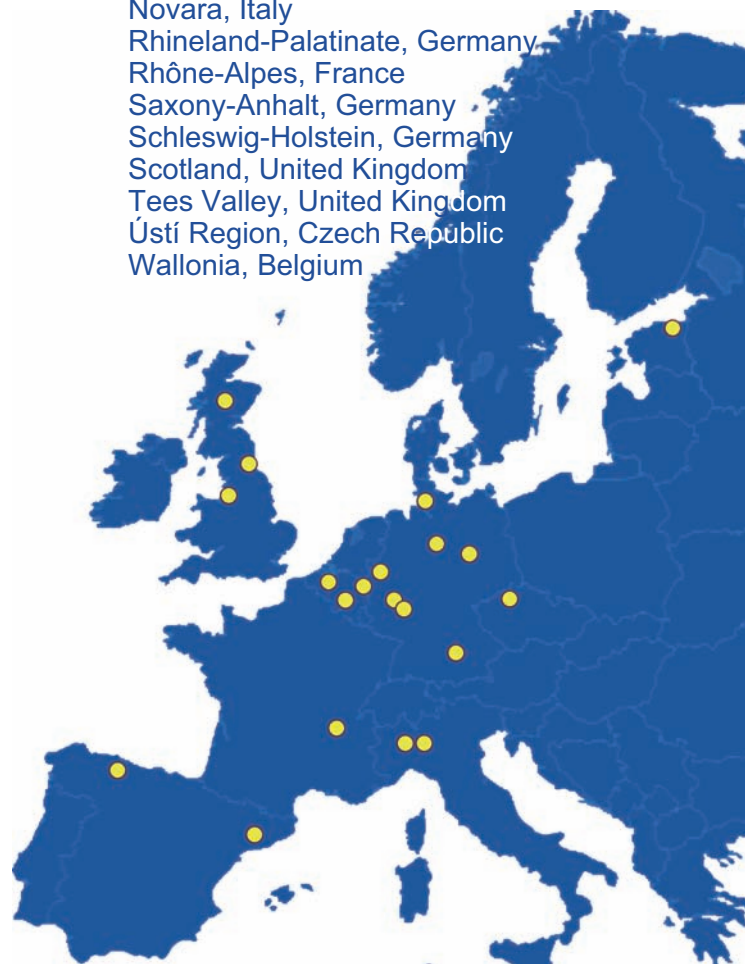 Novara, Italy
Rhineland-Palatinate, Germany
Rhône-Alpes, France
Saxony-Anhalt, Germany
Schleswig-Holstein, Germany
Scotland, United Kingdom
Tees Valley, United Kingdom
Ústí Region, Czech Republic
Wallonia, Belgium